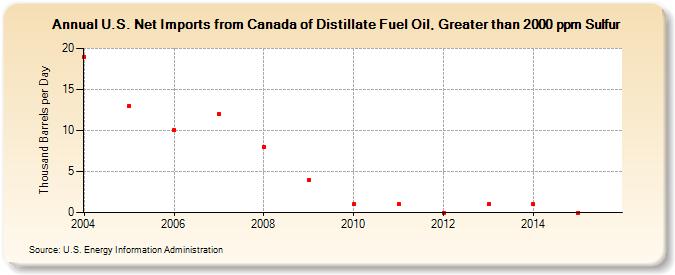 Annual U.S. Net Imports from Canada of Distillate Fuel Oil, Greater than 2000 ppm Sulfur
Thousand Barrels per Day
20
15
10
5
0
2004 2006 2008 2010 2012 2014
Source: U.S. Energy Information Administration